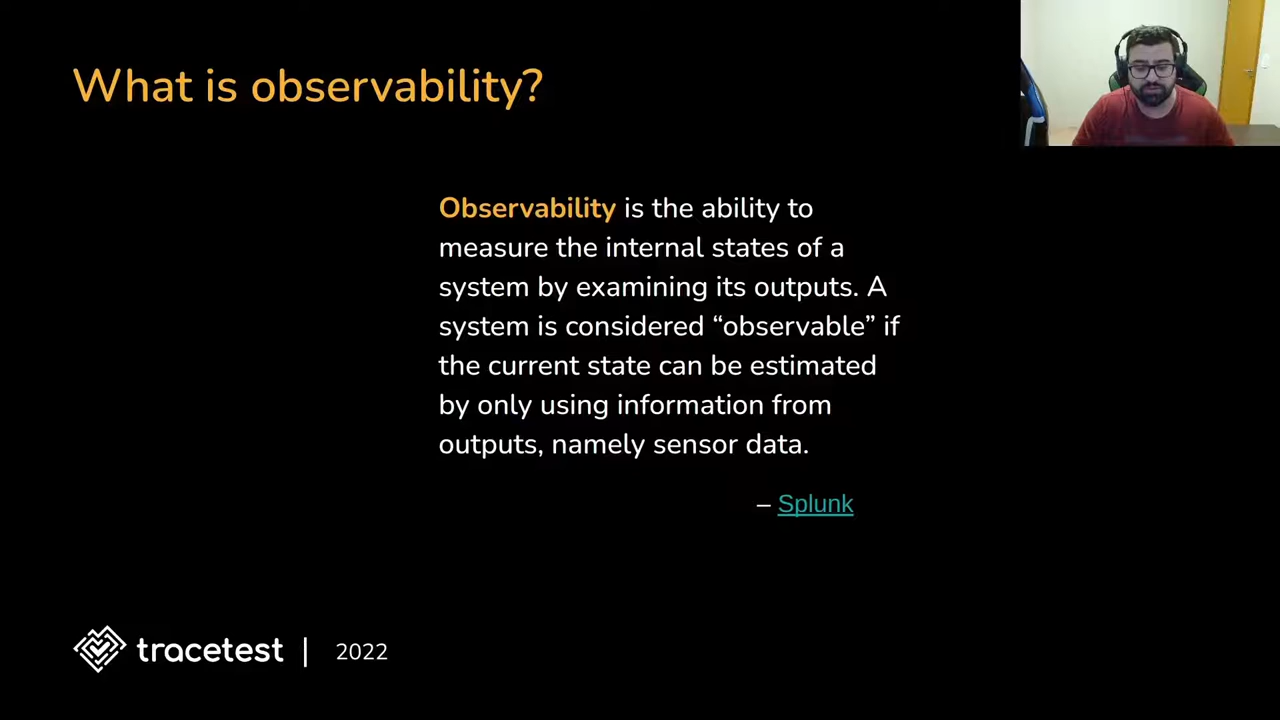 What is observability?
Observability is the ability to
measure the internal states of a
system by examining its outputs. A
system is considered “observable” if
the current state can be estimated
by only using information from
outputs, namely sensor data.
– Splunk
tracetest | 2022